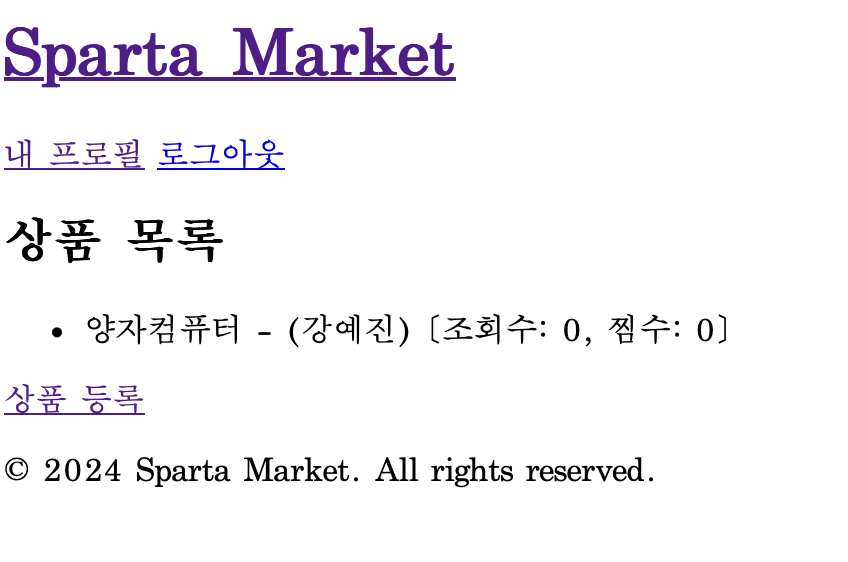 Sparta Market
내 프로필 로그아웃
상품 목록
• 양자컴퓨터 - (강예진) [조회수: 0, 찜수: 0]
상품 등록
© 2024 Sparta Market. All rights reserved.